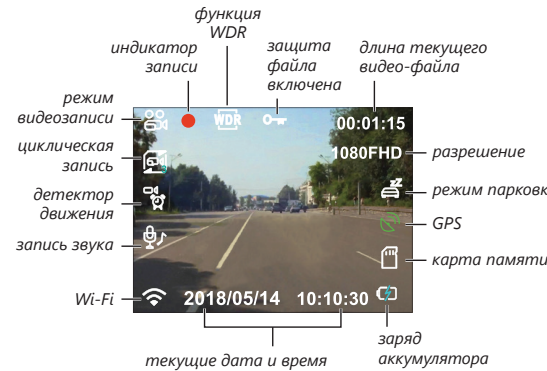 функция
WDR
индикатор
записи
защита
файла
включена
длина текущего
видео-файла
режим
видеозаписи
WDR
00:01:15
циклическая
запись
1080FHD
разрешение
детектор
движения
режим парковк
GPS
запись звука
карта памяти
Wi-Fi
2018/05/14 10:10:30
текущие дата и время
заряд
аккумулятора